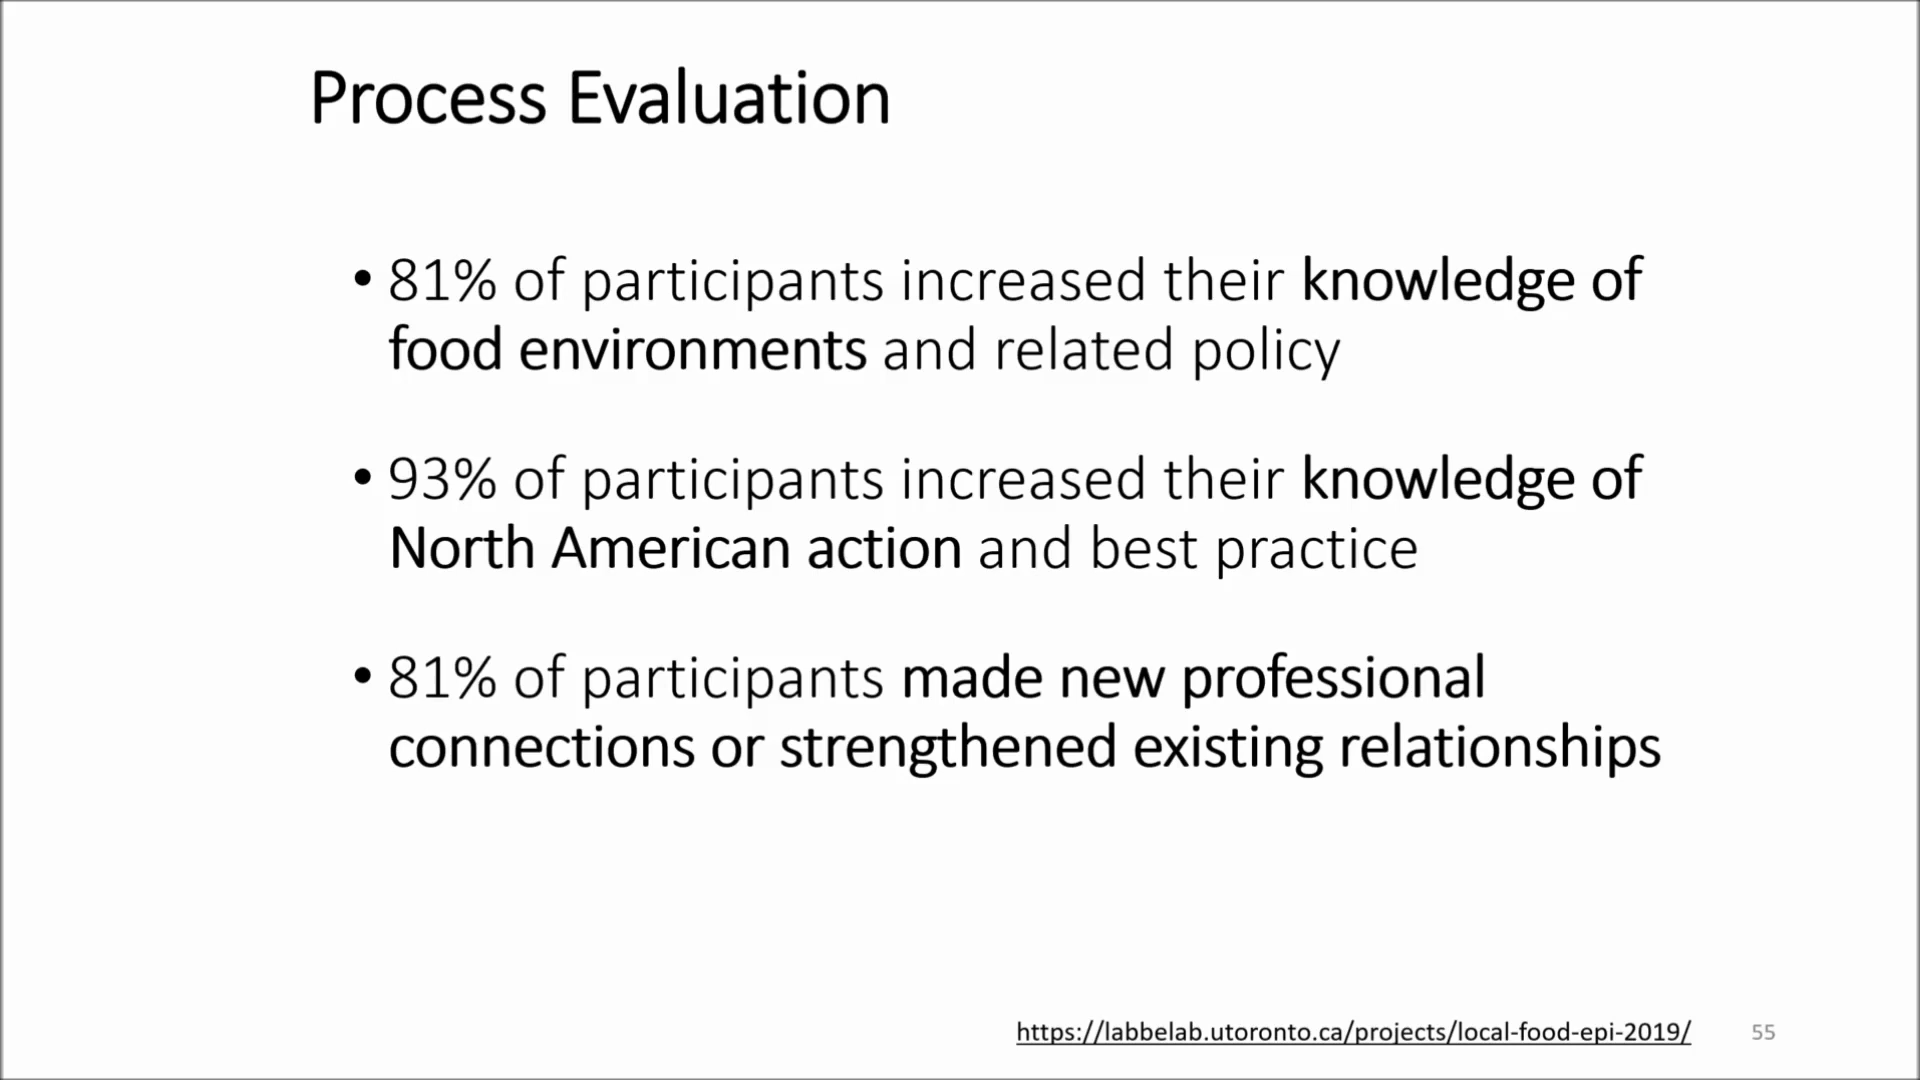 Process Evaluation
• 81% of participants increased their knowledge of
food environments and related policy
• 93% of participants increased their knowledge of
North American action and best practice
• 81% of participants made new professional
connections or strengthened existing relationships
https://labbelab.utoronto.ca/projects/local-food-epi-2019/ 55